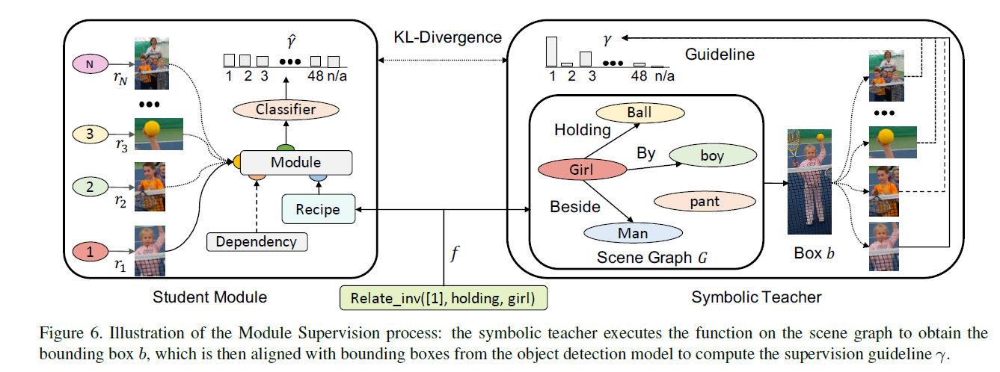 KL-Divergence
N
r_N
•••
3
r_3
2
r_2
1
r_1
γ̂
•••
1 2 3 48 n/a
Classifier
Module
Recipe
Dependency
Student Module
f
Relate_inv([1], holding, girl)
γ
Guideline
•••
1 2 3 48 n/a
Ball
Holding
By
boy
Girl
pant
Beside
Man
Scene Graph G
Box b
•••
Symbolic Teacher
Figure 6. Illustration of the Module Supervision process: the symbolic teacher executes the function on the scene graph to obtain the
bounding box b, which is then aligned with bounding boxes from the object detection model to compute the supervision guideline γ.